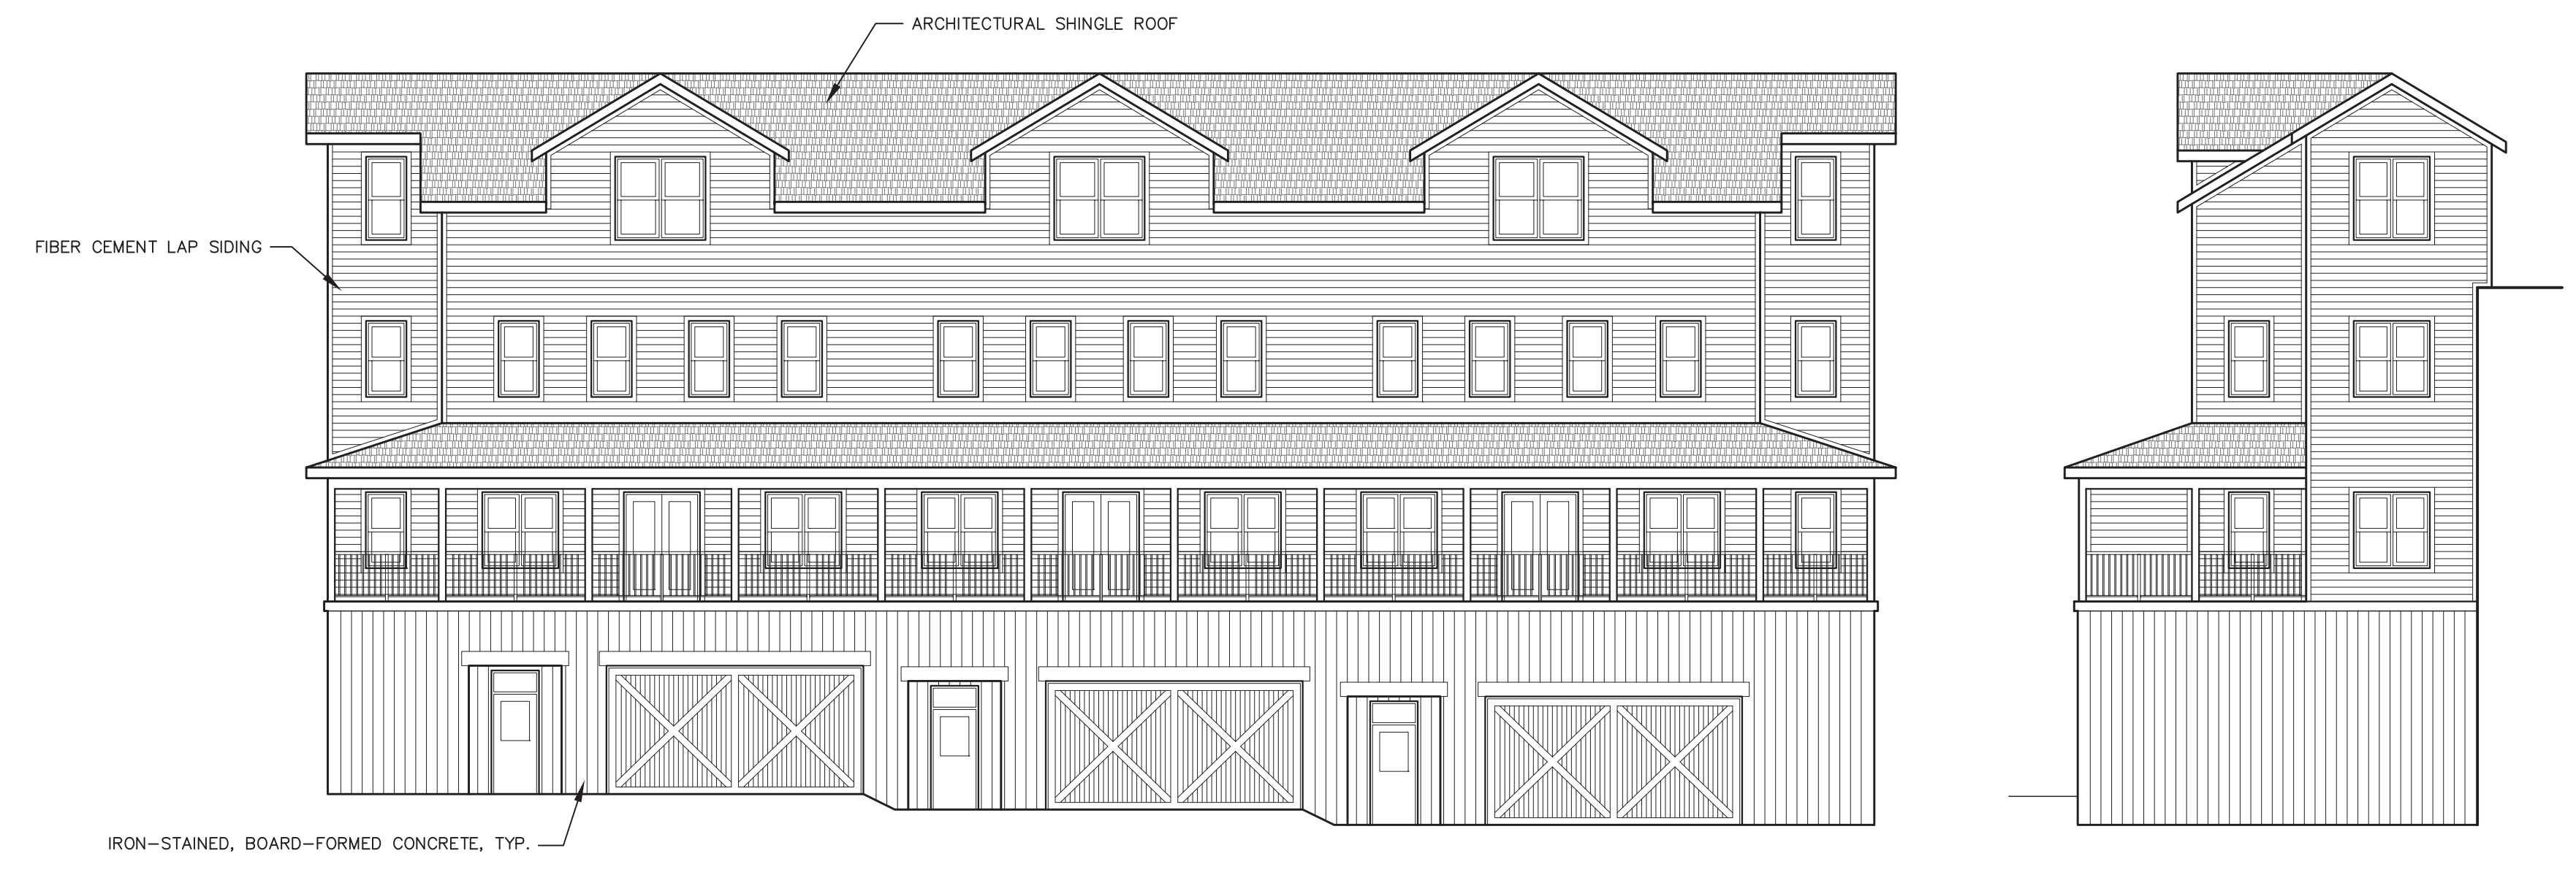 ARCHITECTURAL SHINGLE ROOF
FIBER CEMENT LAP SIDING
IRON-STAINED, BOARD-FORMED CONCRETE, TYP.